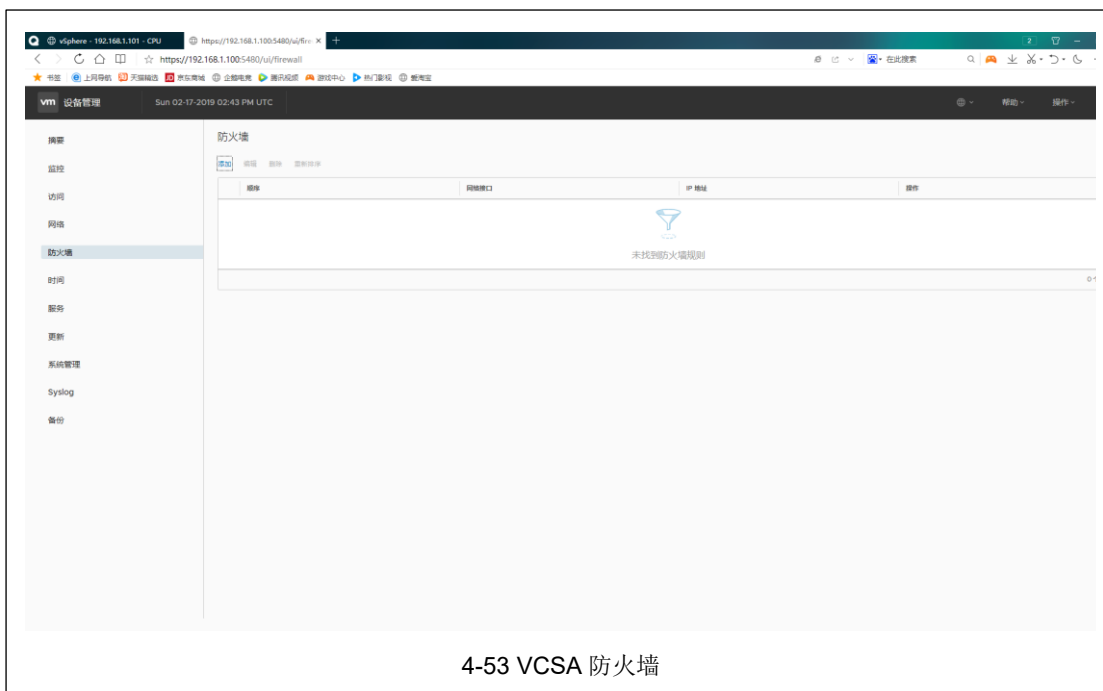 vSphere - 192.168.1.101 - CPU https://192.168.1.100:5480/ui/fire × + 2
https://192.168.1.100:5480/ui/firewall 在此搜索
书签 上网导航 天猫精选 京东商城 企鹅电竞 腾讯视频 游戏中心 热门影视 爱淘宝
vm 设备管理 Sun 02-17-2019 02:43 PM UTC 帮助 操作
摘要
监控
访问
网络
防火墙
时间
服务
更新
系统管理
Syslog
备份
防火墙
添加 编辑 删除 重新排序
顺序 网络接口 IP 地址 操作
未找到防火墙规则
4-53 VCSA 防火墙